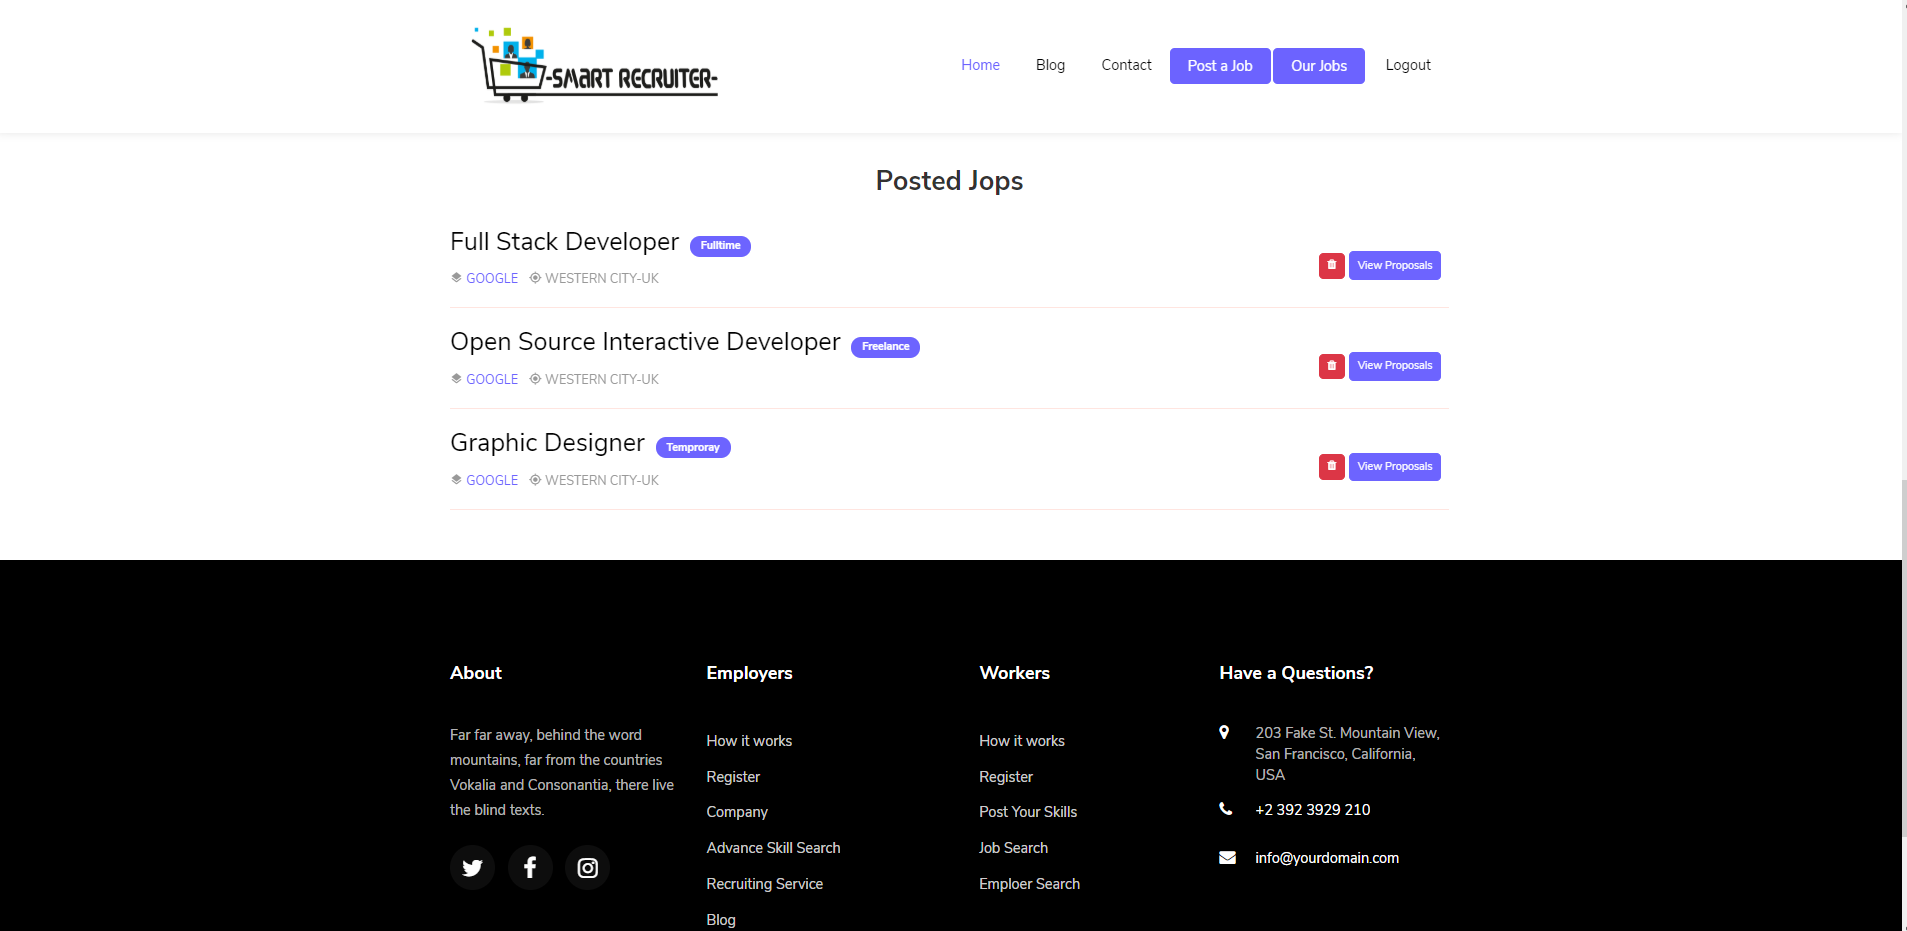 -SMART RECRUITER-
Home Blog Contact Post a Job Our Jobs Logout
Posted Jops
Full Stack Developer Fulltime
GOOGLE WESTERN CITY-UK
View Proposals
Open Source Interactive Developer Freelance
GOOGLE WESTERN CITY-UK
View Proposals
Graphic Designer Temproray
GOOGLE WESTERN CITY-UK
View Proposals
About
Far far away, behind the word
mountains, far from the countries
Vokalia and Consonantia, there live
the blind texts.
Employers
How it works
Register
Company
Advance Skill Search
Recruiting Service
Blog
Workers
How it works
Register
Post Your Skills
Job Search
Emploer Search
Have a Questions?
203 Fake St. Mountain View,
San Francisco, California,
USA
+2 392 3929 210
info@yourdomain.com